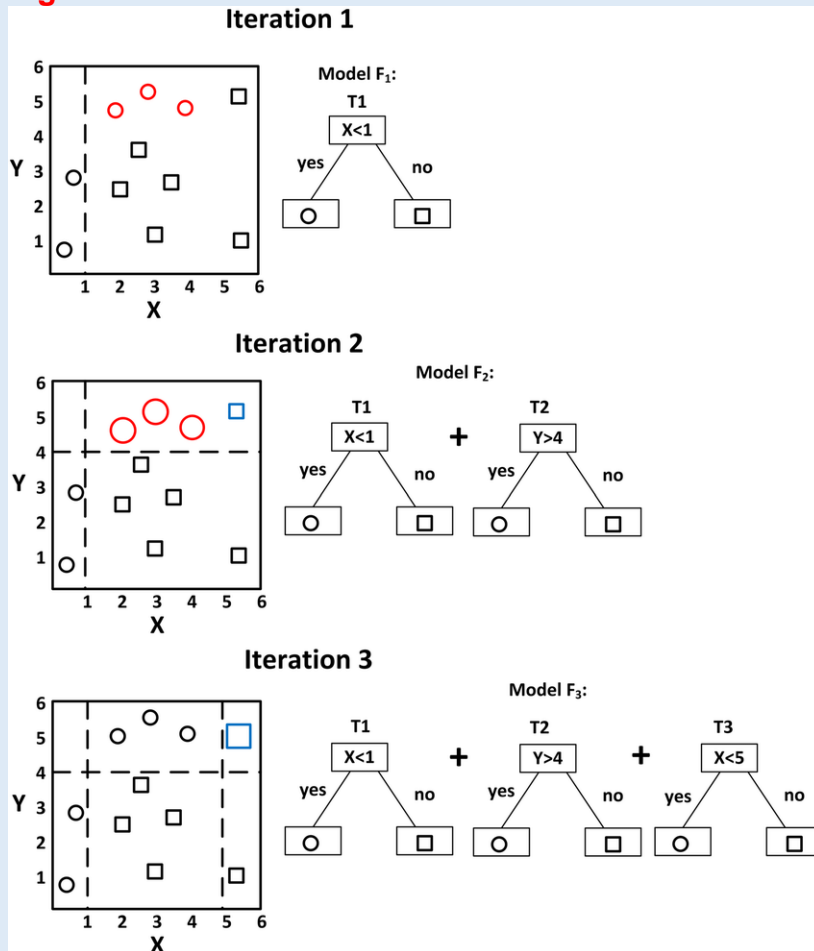 Iteration 1
6
5
4
Y 3
2
1
1 2 3 4 5 6
X
Model F₁:
T1
X<1
yes no
Iteration 2
6
5
4
Y 3
2
1
1 2 3 4 5 6
X
Model F₂:
T1 T2
X<1 + Y>4
yes no yes no
Iteration 3
6
5
4
Y 3
2
1
1 2 3 4 5 6
X
Model F₃:
T1 T2 T3
X<1 + Y>4 + X<5
yes no yes no yes no